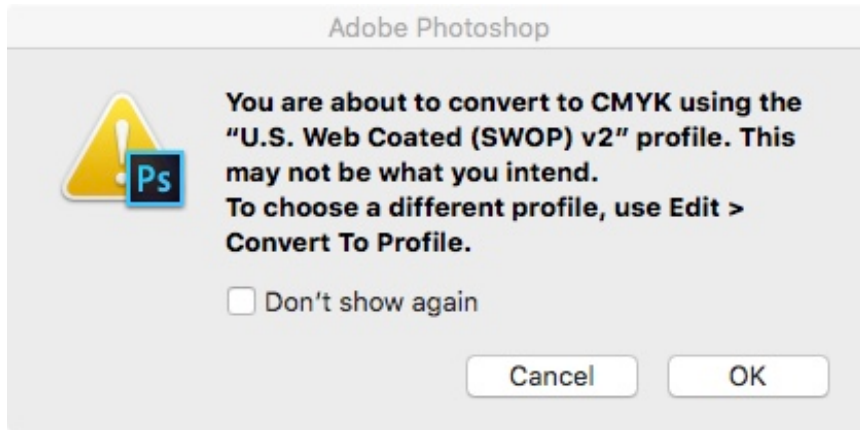 Adobe Photoshop
You are about to convert to CMYK using the
“U.S. Web Coated (SWOP) v2” profile. This
may not be what you intend.
To choose a different profile, use Edit >
Convert To Profile.
Ps
Don't show again
Cancel
OK